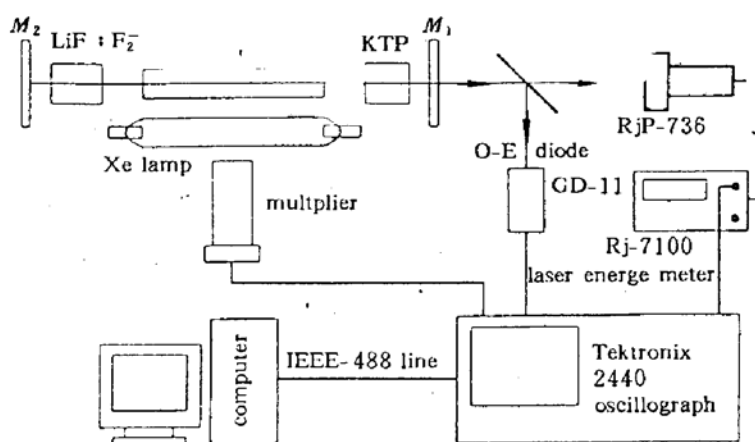 M₂
LiF : F₂⁻
KTP
M₁
RjP-736
Xe lamp
O-E diode
GD-11
multplier
Rj-7100
laser energe meter
computer
IEEE-488 line
Tektronix
2440
oscillograph